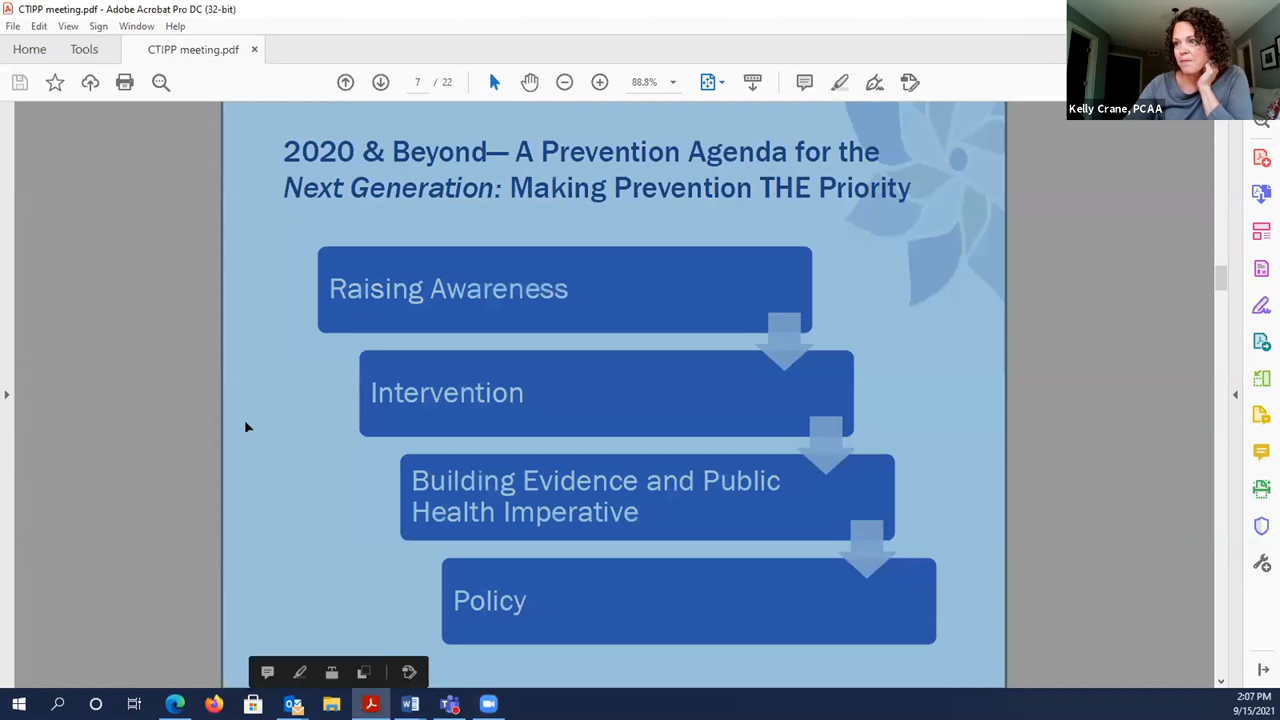 CTIPP meeting.pdf - Adobe Acrobat Pro DC (32-bit)
File Edit View Sign Window Help
Home Tools CTIPP meeting.pdf ×
7 / 22 88.8%
Kelly Crane, PCAA
2020 & Beyond— A Prevention Agenda for the
Next Generation: Making Prevention THE Priority
Raising Awareness
Intervention
Building Evidence and Public
Health Imperative
Policy
2:07 PM
9/15/2021